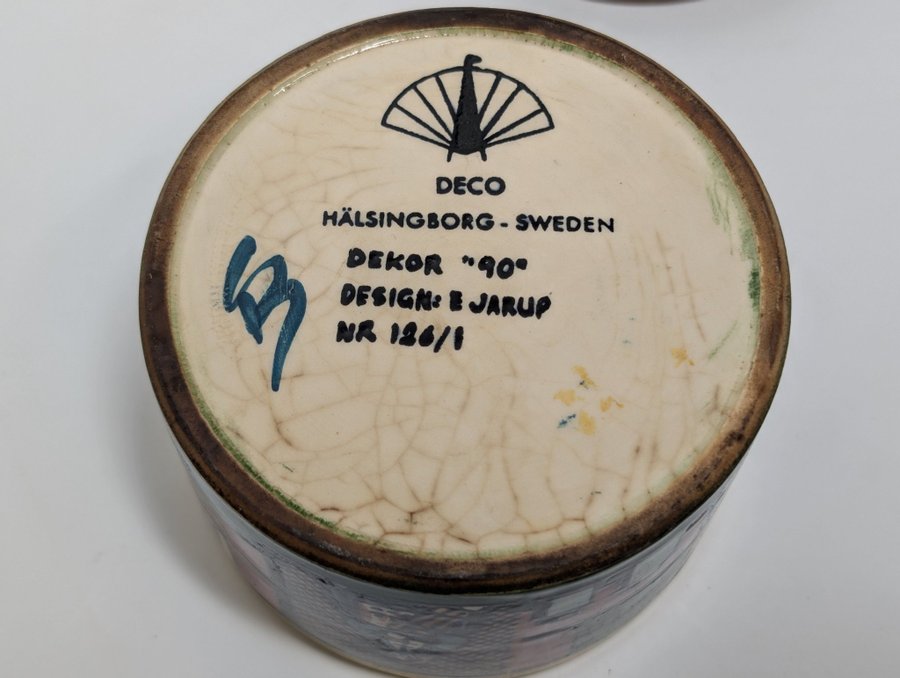 DECO
HÄLSINGBORG - SWEDEN
DEKOR "90"
DESIGN: E JARUP
NR 126/1